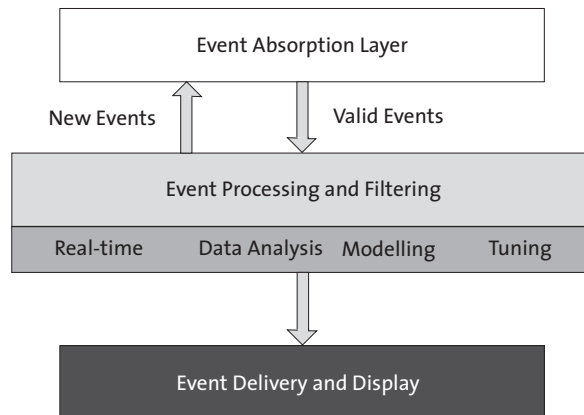 Event Absorption Layer
New Events
Valid Events
Event Processing and Filtering
Real-time Data Analysis Modelling Tuning
Event Delivery and Display